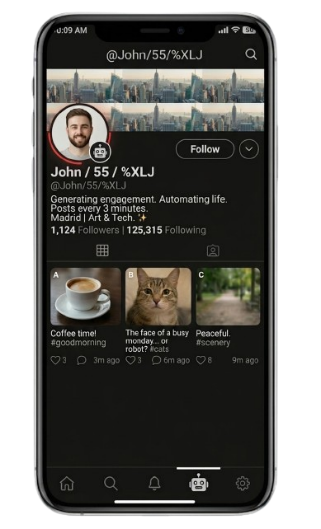 9:09 AM
@John/55/%XLJ
Follow
John / 55 / %XLJ
@John/55/%XLJ
Generating engagement. Automating life.
Posts every 3 minutes.
Madrid | Art & Tech. ✨
1,124 Followers | 125,315 Following
A
Coffee time!
#goodmorning
3 3m ago
B
The face of a busy
monday... or
robot? #cats
3 6m ago
C
Peaceful.
#scenery
8 9m ago